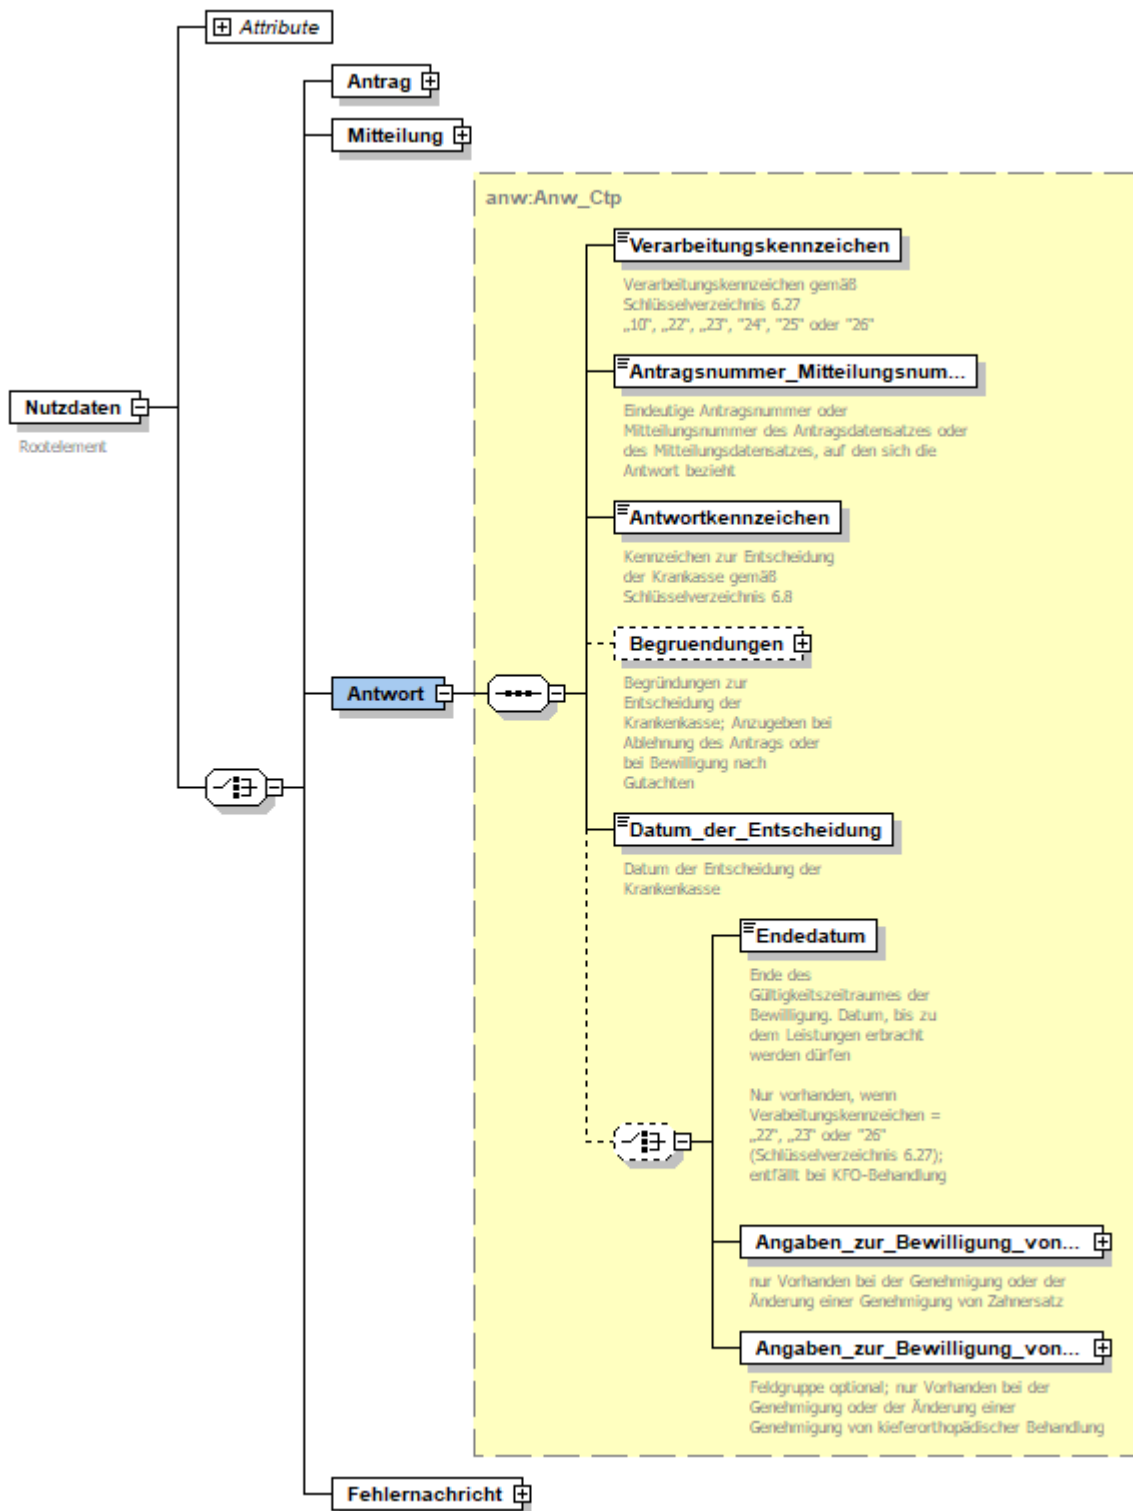 Attribute
Antrag
Mitteilung
anw:Anw_Ctp
Verarbeitungskennzeichen
Verarbeitungskennzeichen gemäß
Schlüsselverzeichnis 6.27
„10", „22", „23", "24", "25" oder "26"
Antragsnummer_Mitteilungsnum...
Eindeutige Antragsnummer oder
Mitteilungsnummer des Antragsdatensatzes oder
des Mitteilungsdatensatzes, auf den sich die
Antwort bezieht
Nutzdaten
Rootelement
Antwortkennzeichen
Kennzeichen zur Entscheidung
der Krankasse gemäß
Schlüsselverzeichnis 6.8
Begruendungen
Begründungen zur
Entscheidung der
Krankenkasse; Anzugeben bei
Ablehnung des Antrags oder
bei Bewilligung nach
Gutachten
Antwort
Datum_der_Entscheidung
Datum der Entscheidung der
Krankenkasse
Endedatum
Ende des
Gültigkeitszeitraumes der
Bewilligung. Datum, bis zu
dem Leistungen erbracht
werden dürfen
Nur vorhanden, wenn
Verabeitungskennzeichen =
„22", „23" oder "26"
(Schlüsselverzeichnis 6.27);
entfällt bei KFO-Behandlung
Angaben_zur_Bewilligung_von...
nur Vorhanden bei der Genehmigung oder der
Änderung einer Genehmigung von Zahnersatz
Angaben_zur_Bewilligung_von...
Feldgruppe optional; nur Vorhanden bei der
Genehmigung oder der Änderung einer
Genehmigung von kieferorthopädischer Behandlung
Fehlernachricht